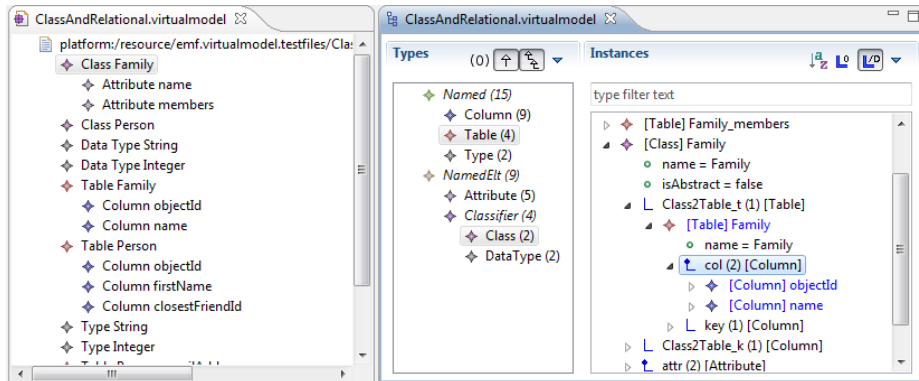 ClassAndRelational.virtualmodel
platform:/resource/emf.virtualmodel.testfiles/Clas
Class Family
Attribute name
Attribute members
Class Person
Data Type String
Data Type Integer
Table Family
Column objectId
Column name
Table Person
Column objectId
Column firstName
Column closestFriendId
Type String
Type Integer
ClassAndRelational.virtualmodel
Types
(0)
Named (15)
Column (9)
Table (4)
Type (2)
NamedElt (9)
Attribute (5)
Classifier (4)
Class (2)
DataType (2)
Instances
type filter text
[Table] Family_members
[Class] Family
name = Family
isAbstract = false
Class2Table_t (1) [Table]
[Table] Family
name = Family
col (2) [Column]
[Column] objectId
[Column] name
key (1) [Column]
Class2Table_k (1) [Column]
attr (2) [Attribute]